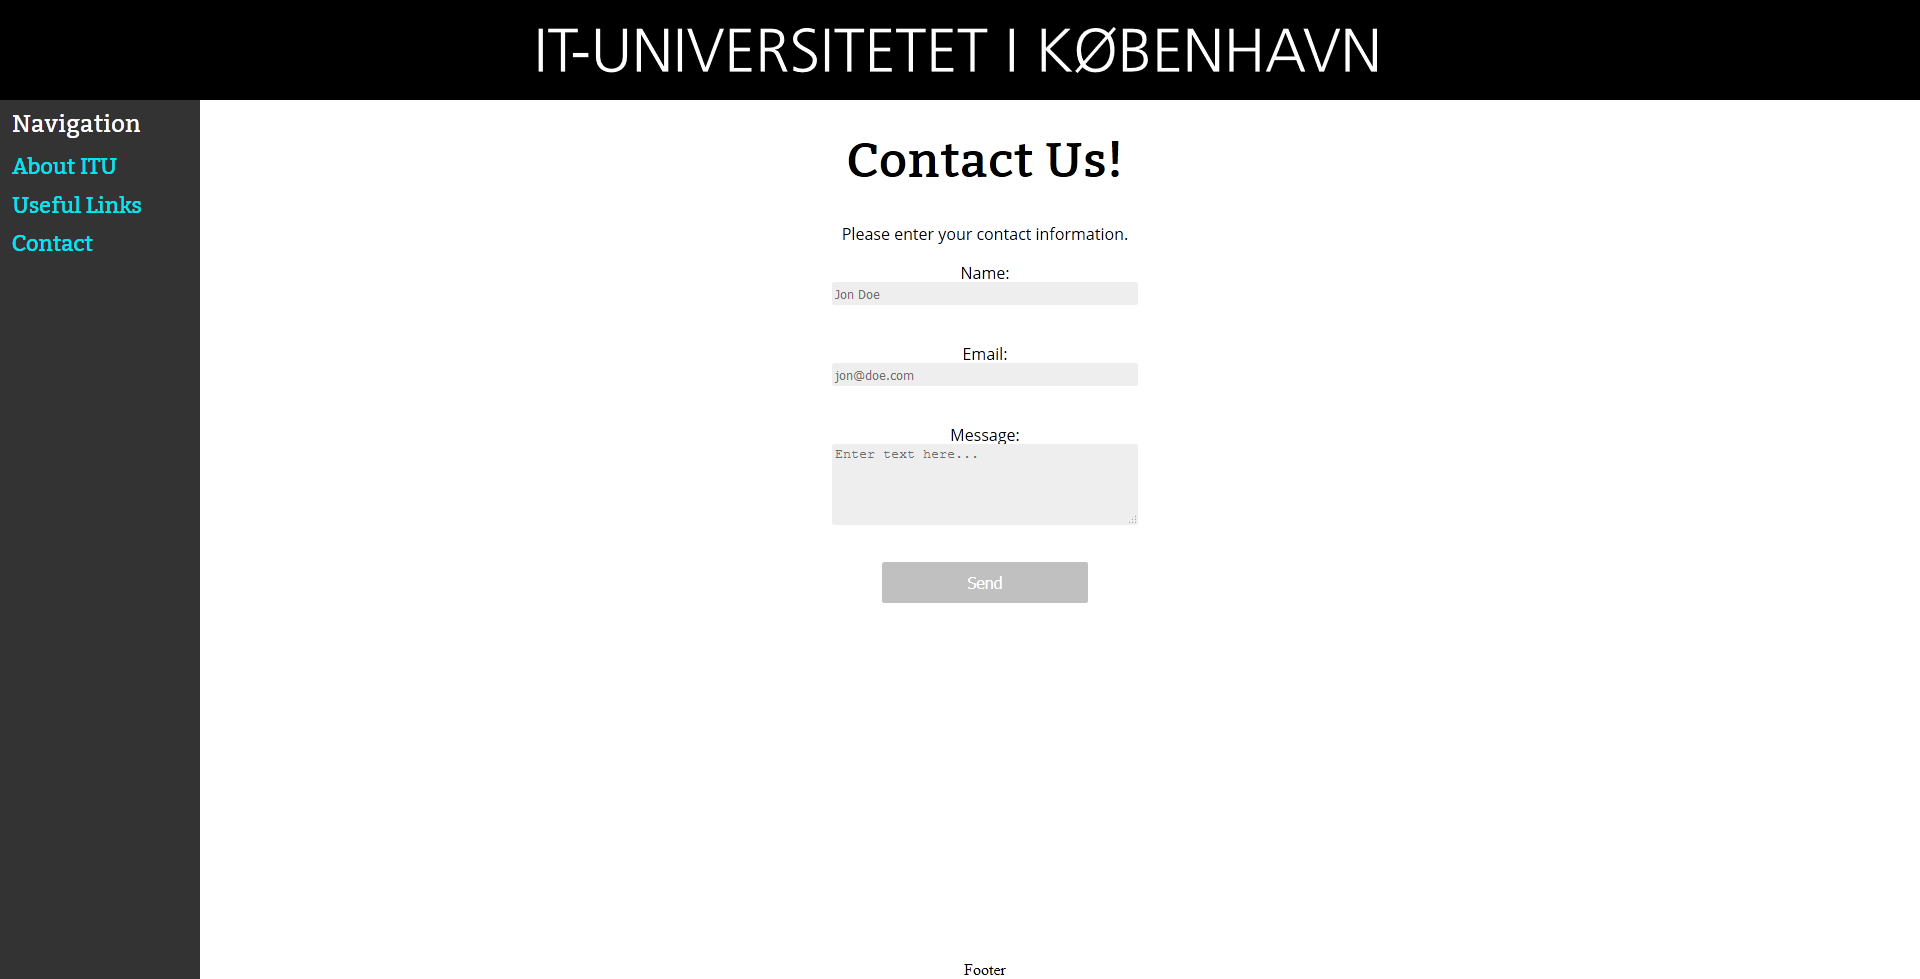 IT-UNIVERSITETET I KØBENHAVN
Navigation
About ITU
Useful Links
Contact
Contact Us!
Please enter your contact information.
Name:
Jon Doe
Email:
jon@doe.com
Message:
Enter text here...
Send
Footer